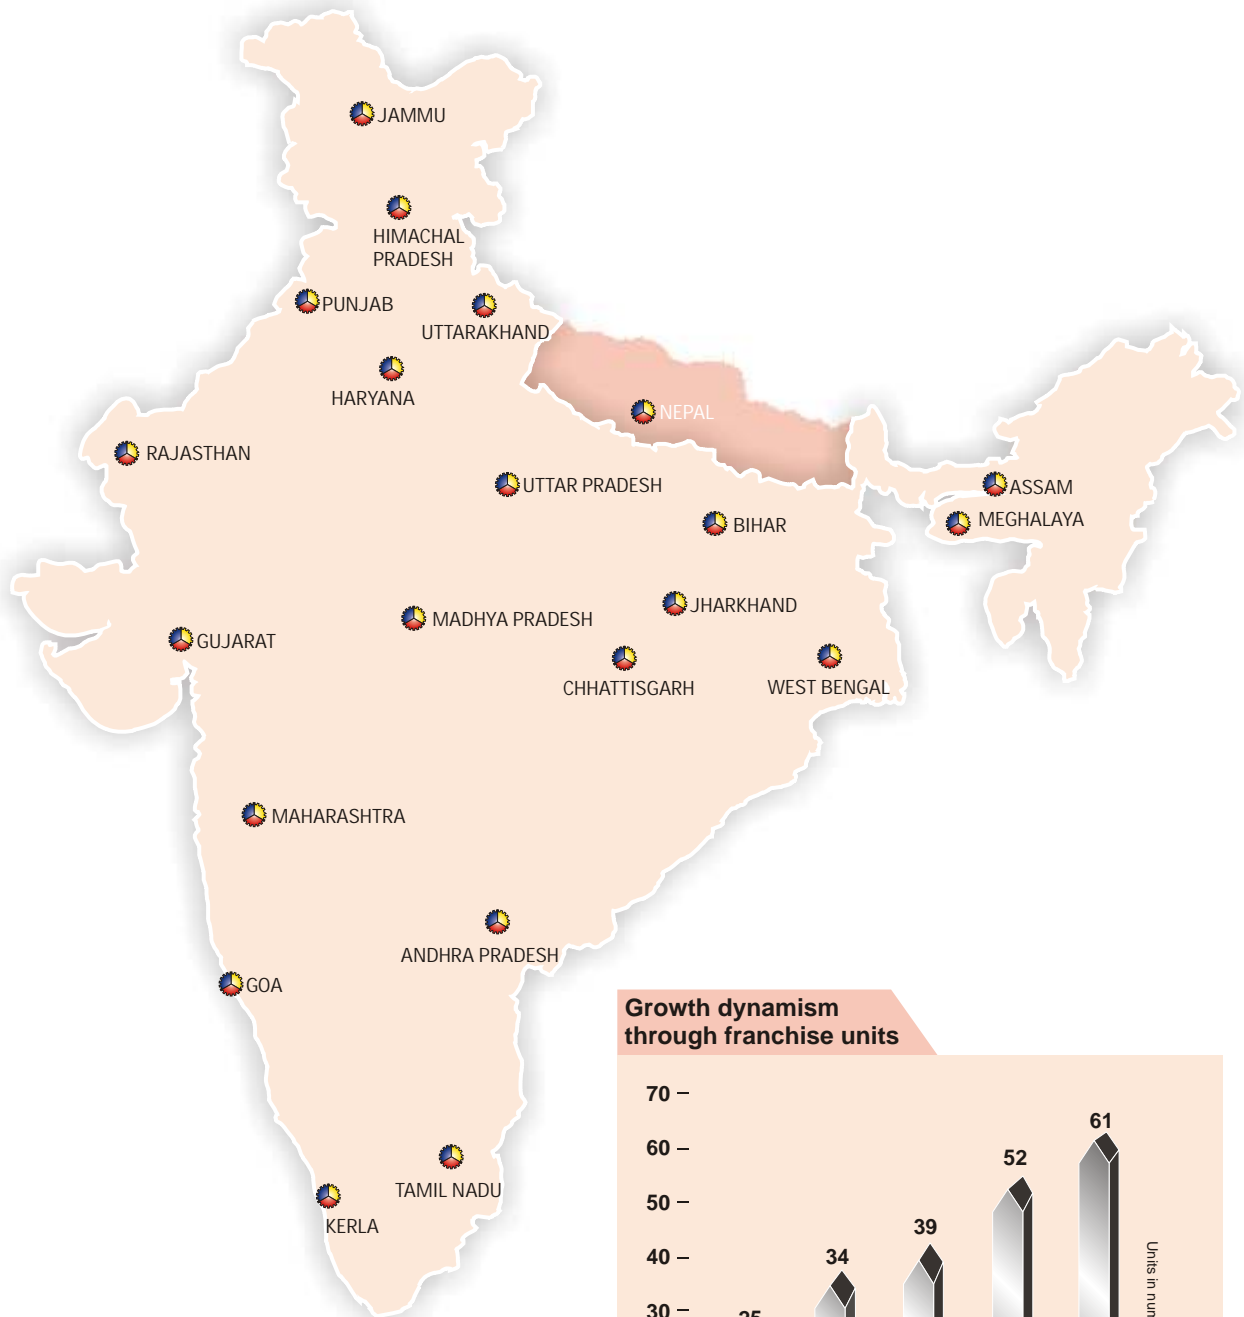 JAMMU
HIMACHAL
PRADESH
PUNJAB
UTTARAKHAND
HARYANA
NEPAL
RAJASTHAN
UTTAR PRADESH
ASSAM
MEGHALAYA
BIHAR
JHARKHAND
MADHYA PRADESH
GUJARAT
CHHATTISGARH
WEST BENGAL
MAHARASHTRA
ANDHRA PRADESH
GOA
TAMIL NADU
KERLA
Growth dynamism
through franchise units
70
61
60
52
50
39
40
34
30
Units in